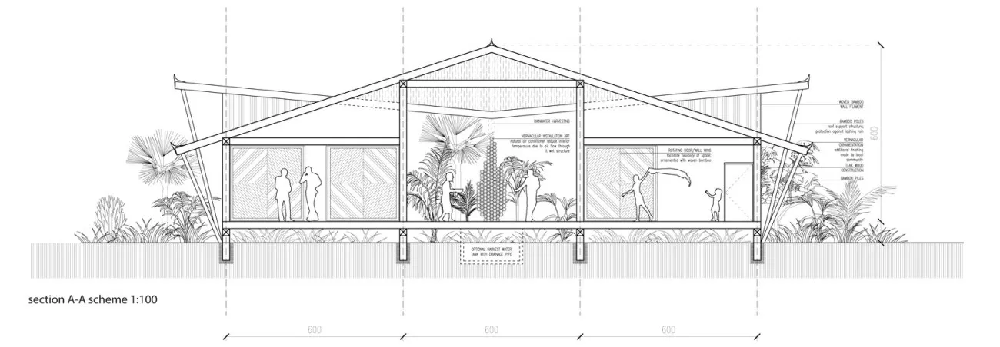 RAINWATER HARVESTING
VERNACULAR INSTALLATION ART
natural air conditioner reduce interior
temperature due to air flow through
it wet structure
ROTATING DOOR/WALL WING
facilitate flexibility of space;
ornamented with woven bamboo
WOVEN BAMBOO
WALL FILAMENT
BAMBOO POLES
roof support structure,
protection against lashing rain
VERNACULAR
ORNAMENTATION
additional finishing
made by local
community
TEAK WOOD
CONSTRUCTION
BAMBOO PILES
600
OPTIONAL HARVEST WATER
TANK WITH DRAINAGE PIPE
section A-A scheme 1:100
600
600
600